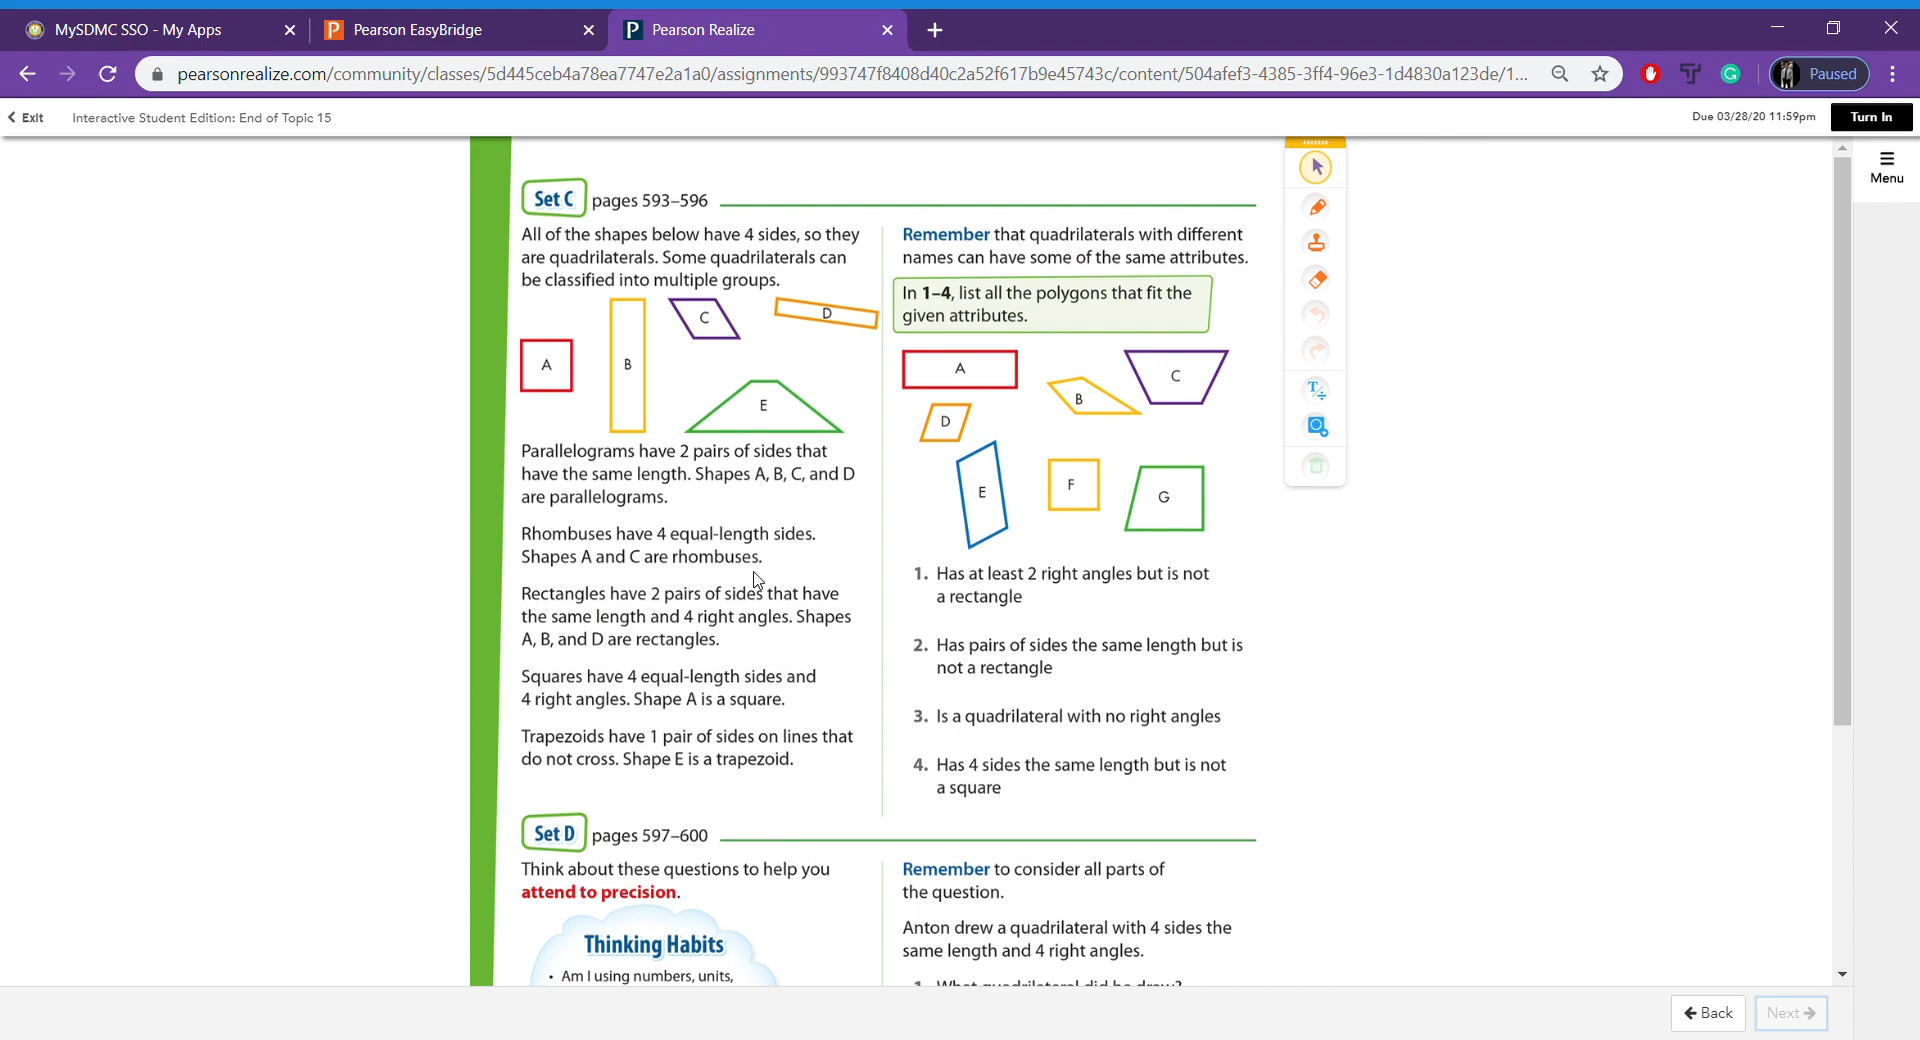 MySDMC SSO - My Apps
Pearson EasyBridge
Pearson Realize
pearsonrealize.com/community/classes/5d445ceb4a78ea7747e2a1a0/assignments/993747f8408d40c2a52f617b9e45743c/content/504afef3-4385-3ff4-96e3-1d4830a123de/1...
Paused
Exit
Interactive Student Edition: End of Topic 15
Due 03/28/20 11:59pm
Turn In
Menu
Set C pages 593–596
All of the shapes below have 4 sides, so they
are quadrilaterals. Some quadrilaterals can
be classified into multiple groups.
A
B
C
D
E
Parallelograms have 2 pairs of sides that
have the same length. Shapes A, B, C, and D
are parallelograms.
Rhombuses have 4 equal-length sides.
Shapes A and C are rhombuses.
Rectangles have 2 pairs of sides that have
the same length and 4 right angles. Shapes
A, B, and D are rectangles.
Squares have 4 equal-length sides and
4 right angles. Shape A is a square.
Trapezoids have 1 pair of sides on lines that
do not cross. Shape E is a trapezoid.
Remember that quadrilaterals with different
names can have some of the same attributes.
In 1–4, list all the polygons that fit the
given attributes.
A
B
C
D
E
F
G
1. Has at least 2 right angles but is not
a rectangle
2. Has pairs of sides the same length but is
not a rectangle
3. Is a quadrilateral with no right angles
4. Has 4 sides the same length but is not
a square
Set D pages 597–600
Think about these questions to help you
attend to precision.
Thinking Habits
• Am I using numbers, units,
Remember to consider all parts of
the question.
Anton drew a quadrilateral with 4 sides the
same length and 4 right angles.
1. What quadrilateral did he draw?
Back
Next